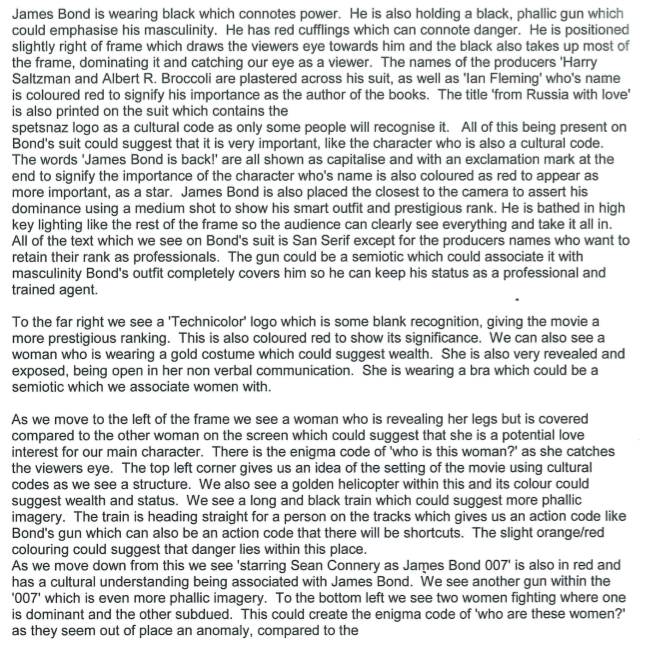 James Bond is wearing black which connotes power.  He is also holding a black, phallic gun which
could emphasise his masculinity.  He has red cufflings which can connote danger.  He is positioned
slightly right of frame which draws the viewers eye towards him and the black also takes up most of
the frame, dominating it and catching our eye as a viewer.  The names of the producers 'Harry
Saltzman and Albert R. Broccoli are plastered across his suit, as well as 'Ian Fleming' who's name
is coloured red to signify his importance as the author of the books.  The title 'from Russia with love'
is also printed on the suit which contains the
spetsnaz logo as a cultural code as only some people will recognise it.   All of this being present on
Bond's suit could suggest that it is very important, like the character who is also a cultural code.
The words 'James Bond is back!' are all shown as capitalise and with an exclamation mark at the
end to signify the importance of the character who's name is also coloured as red to appear as
more important, as a star.  James Bond is also placed the closest to the camera to assert his
dominance using a medium shot to show his smart outfit and prestigious rank. He is bathed in high
key lighting like the rest of the frame so the audience can clearly see everything and take it all in.
All of the text which we see on Bond's suit is San Serif except for the producers names who want to
retain their rank as professionals.  The gun could be a semiotic which could associate it with
masculinity Bond's outfit completely covers him so he can keep his status as a professional and
trained agent.

To the far right we see a 'Technicolor' logo which is some blank recognition, giving the movie a
more prestigious ranking.  This is also coloured red to show its significance.  We can also see a
woman who is wearing a gold costume which could suggest wealth.  She is also very revealed and
exposed, being open in her non verbal communication.  She is wearing a bra which could be a
semiotic which we associate women with.

As we move to the left of the frame we see a woman who is revealing her legs but is covered
compared to the other woman on the screen which could suggest that she is a potential love
interest for our main character.  There is the enigma code of 'who is this woman?' as she catches
the viewers eye.  The top left corner gives us an idea of the setting of the movie using cultural
codes as we see a structure.  We also see a golden helicopter within this and its colour could
suggest wealth and status.  We see a long and black train which could suggest more phallic
imagery.  The train is heading straight for a person on the tracks which gives us an action code like
Bond's gun which can also be an action code that there will be shortcuts.  The slight orange/red
colouring could suggest that danger lies within this place.
As we move down from this we see 'starring Sean Connery as James Bond 007' is also in red and
has a cultural understanding being associated with James Bond.  We see another gun within the
'007' which is even more phallic imagery.  To the bottom left we see two women fighting where one
is dominant and the other subdued.  This could create the enigma code of 'who are these women?'
as they seem out of place an anomaly, compared to the